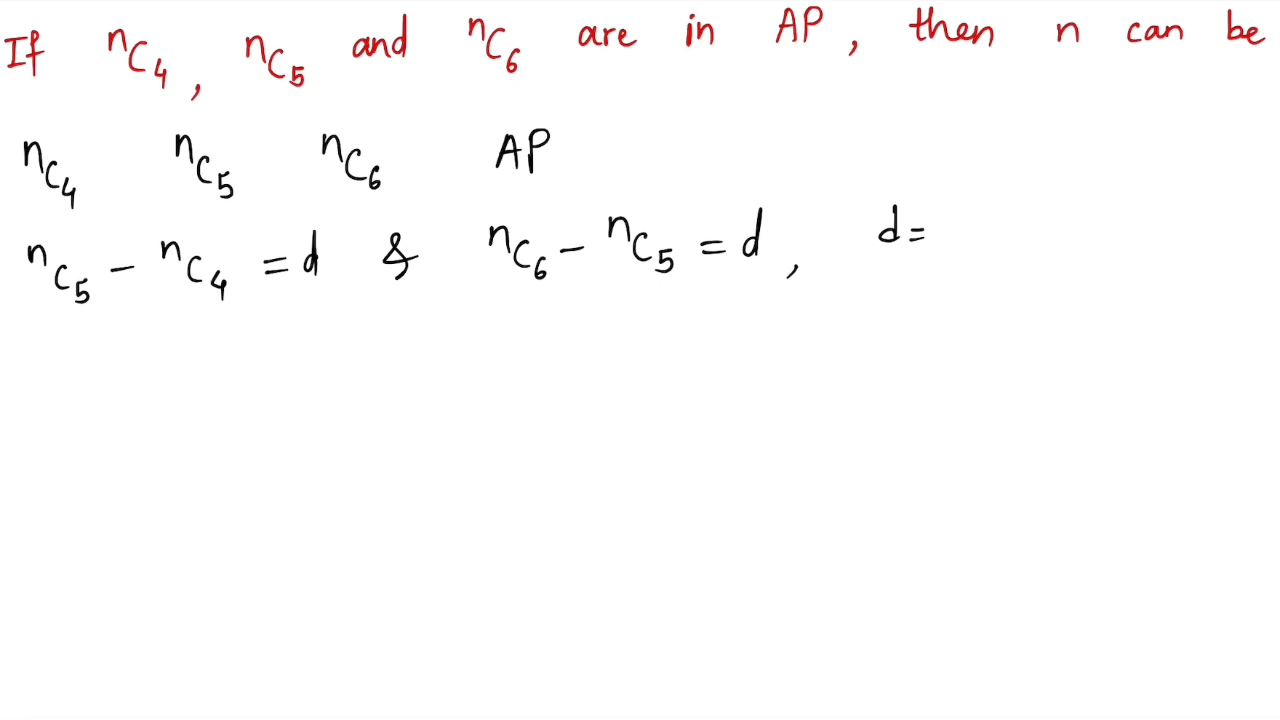 If nC4, nC5 and nC6 are in AP, then n can be
nC4 nC5 nC6 AP
nC5 - nC4 = d & nC6 - nC5 = d, d =